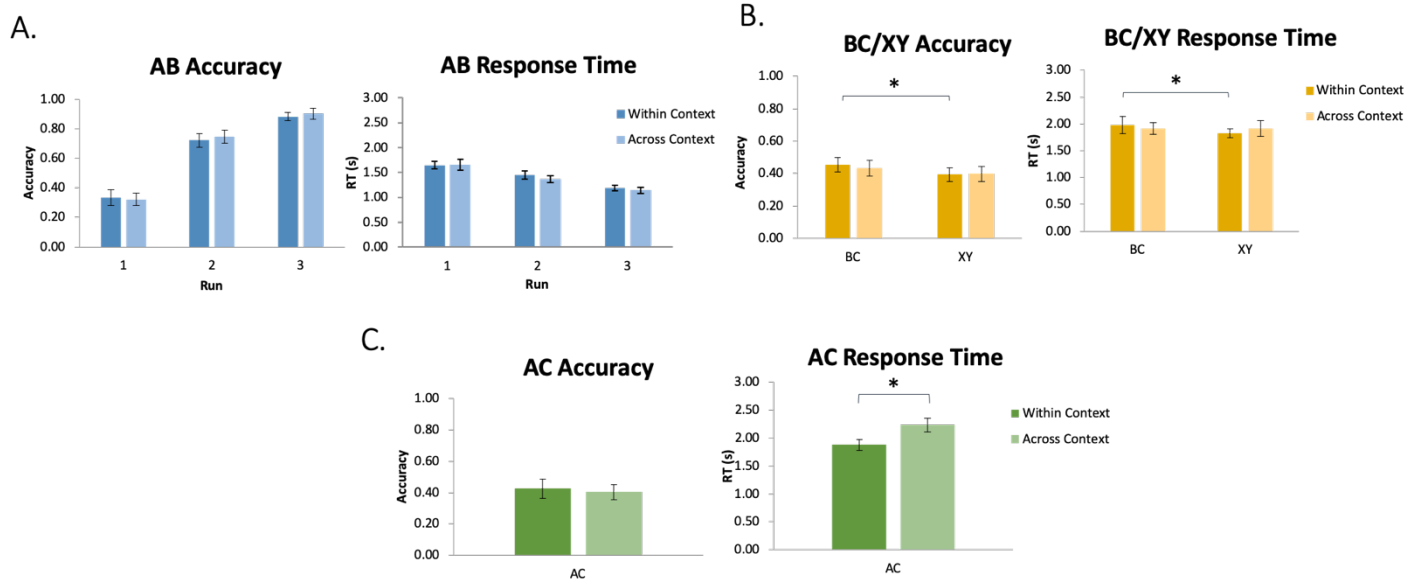 A.
AB Accuracy
Accuracy
1.00
0.80
0.60
0.40
0.20
0.00
1 2 3
Run
AB Response Time
RT (s)
3.00
2.50
2.00
1.50
1.00
0.50
0.00
1 2 3
Run
Within Context
Across Context
B.
BC/XY Accuracy
Accuracy
1.00
0.80
0.60
0.40
0.20
0.00
*
BC XY
BC/XY Response Time
RT (s)
3.00
2.50
2.00
1.50
1.00
0.50
0.00
*
BC XY
Within Context
Across Context
C.
AC Accuracy
Accuracy
1.00
0.80
0.60
0.40
0.20
0.00
AC
AC Response Time
RT (s)
3.00
2.50
2.00
1.50
1.00
0.50
0.00
*
AC
Within Context
Across Context